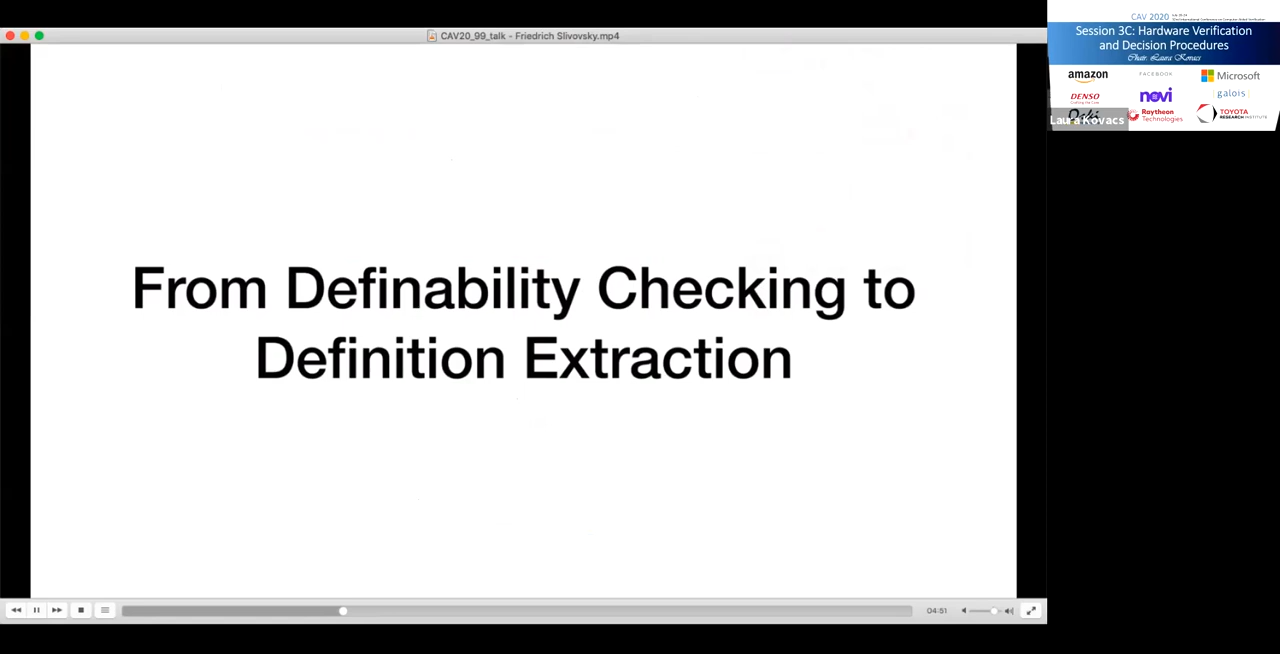 CAV20_99_talk - Friedrich Slivovsky.mp4
From Definability Checking to
Definition Extraction
04:51
CAV 2020
Session 3C: Hardware Verification
and Decision Procedures
Chair: Laura Kovacs
amazon
FACEBOOK
Microsoft
DENSO
novi
galois
Laura Kovacs
Raytheon
Technologies
TOYOTA
RESEARCH INSTITUTE